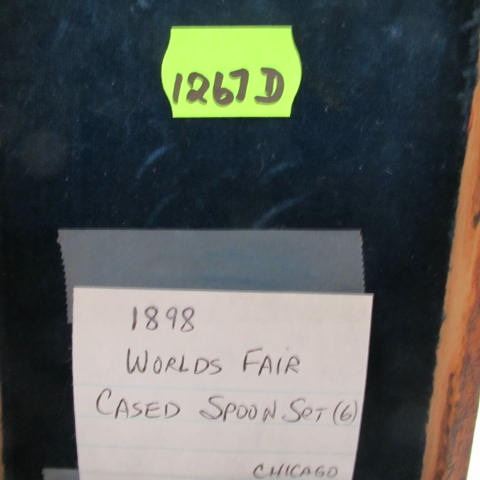 1267D
1898
WORLDS FAIR
CASED SPOON SET (6)
CHICAGO